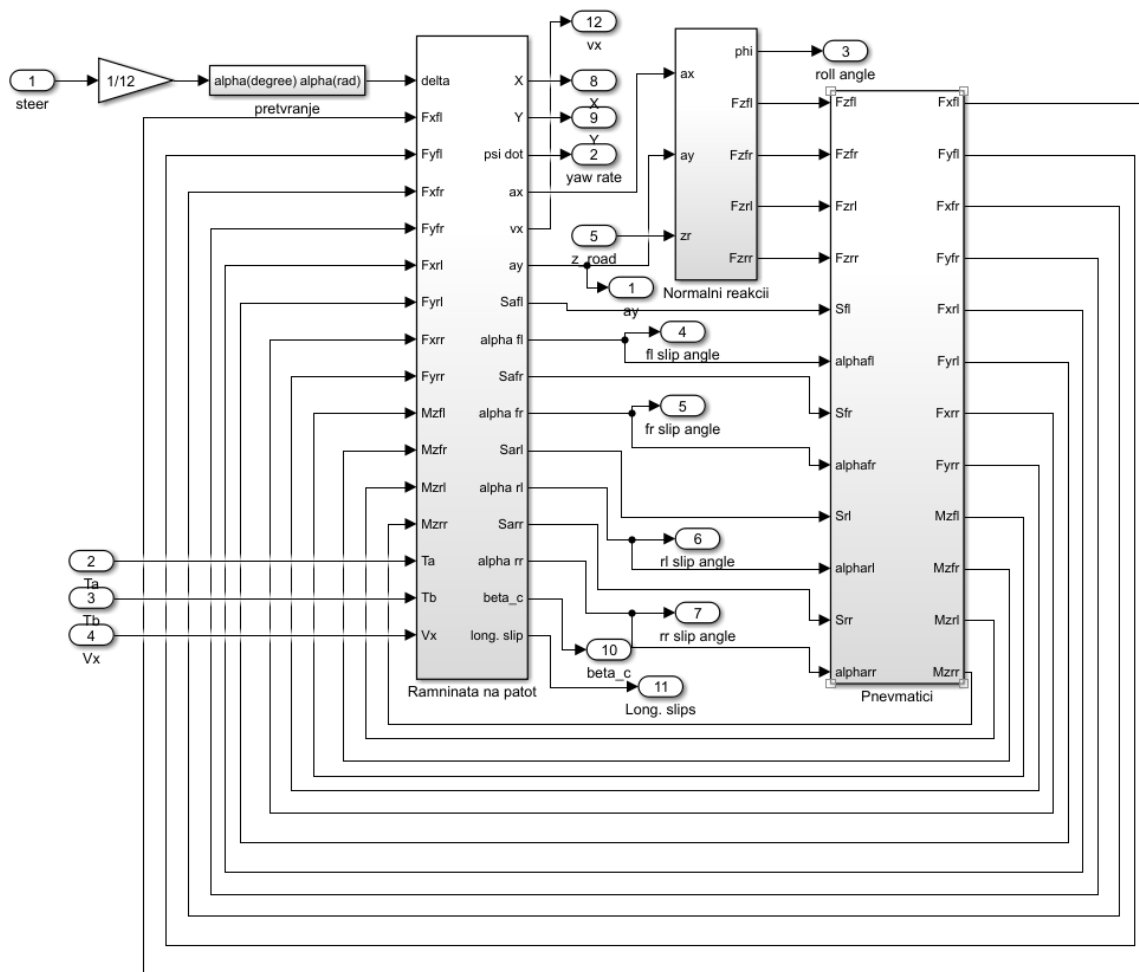 1
steer
1/12
alpha(degree) alpha(rad)
pretvranje
2
Ta
3
Tb
4
Vx
delta
Fxfl
Fyfl
Fxfr
Fyfr
Fxrl
Fyrl
Fxrr
Fyrr
Mzfl
Mzfr
Mzrl
Mzrr
Ta
Tb
Vx
X
Y
psi dot
ax
vx
ay
Safl
alpha fl
Safr
alpha fr
Sarl
alpha rl
Sarr
alpha rr
beta_c
long. slip
Ramninata na patot
12
vx
8
X
9
Y
2
yaw rate
5
z_road
1
ay
4
fl slip angle
5
fr slip angle
6
rl slip angle
7
rr slip angle
10
beta_c
11
Long. slips
ax
ay
zr
phi
Fzfl
Fzfr
Fzrl
Fzrr
Normalni reakcii
3
roll angle
Fzfl
Fzfr
Fzrl
Fzrr
Sfl
alphafl
Sfr
alphafr
Srl
alpharl
Srr
alpharr
Fxfl
Fyfl
Fxfr
Fyfr
Fxrl
Fyrl
Fxrr
Fyrr
Mzfl
Mzfr
Mzrl
Mzrr
Pnevmatici